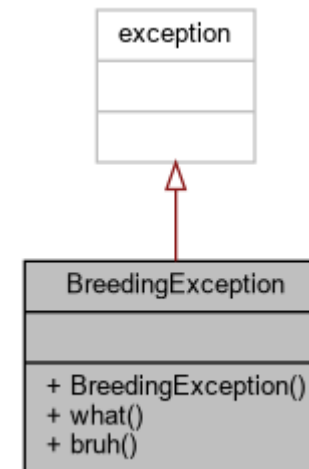 exception
BreedingException
+ BreedingException()
+ what()
+ bruh()